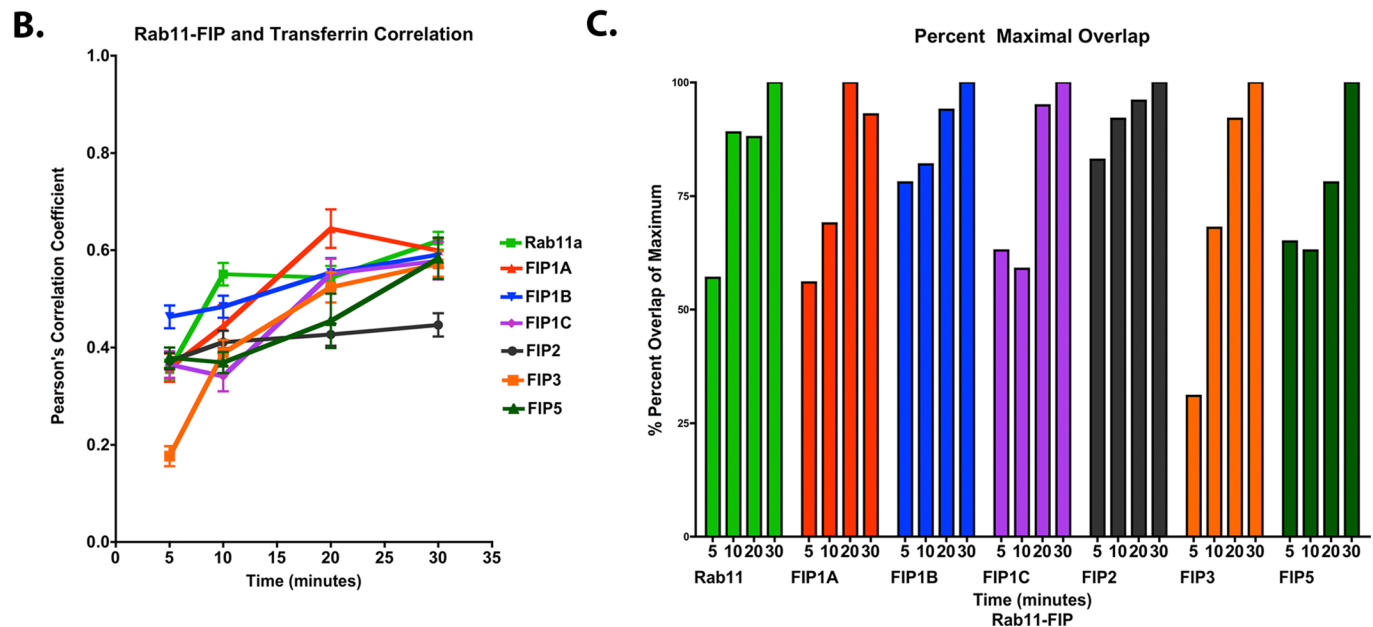 B.
Rab11-FIP and Transferrin Correlation
Pearson's Correlation Coefficient
1.0
0.8
0.6
0.4
0.2
0.0
0 5 10 15 20 25 30 35
Time (minutes)
Rab11a
FIP1A
FIP1B
FIP1C
FIP2
FIP3
FIP5
C.
Percent Maximal Overlap
% Percent Overlap of Maximum
100
75
50
25
0
5 10 20 30 5 10 20 30 5 10 20 30 5 10 20 30 5 10 20 30 5 10 20 30 5 10 20 30
Rab11 FIP1A FIP1B FIP1C FIP2 FIP3 FIP5
Time (minutes)
Rab11-FIP